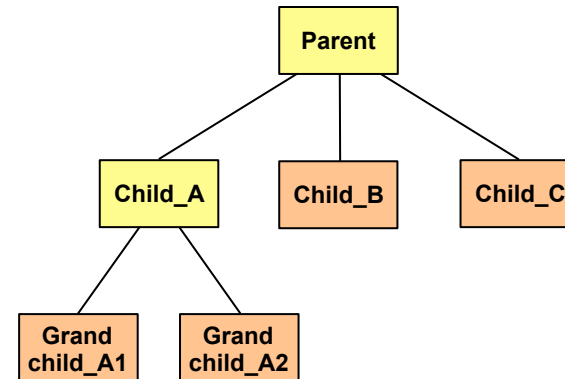 Parent
Child_A
Child_B
Child_C
Grand
child_A1
Grand
child_A2